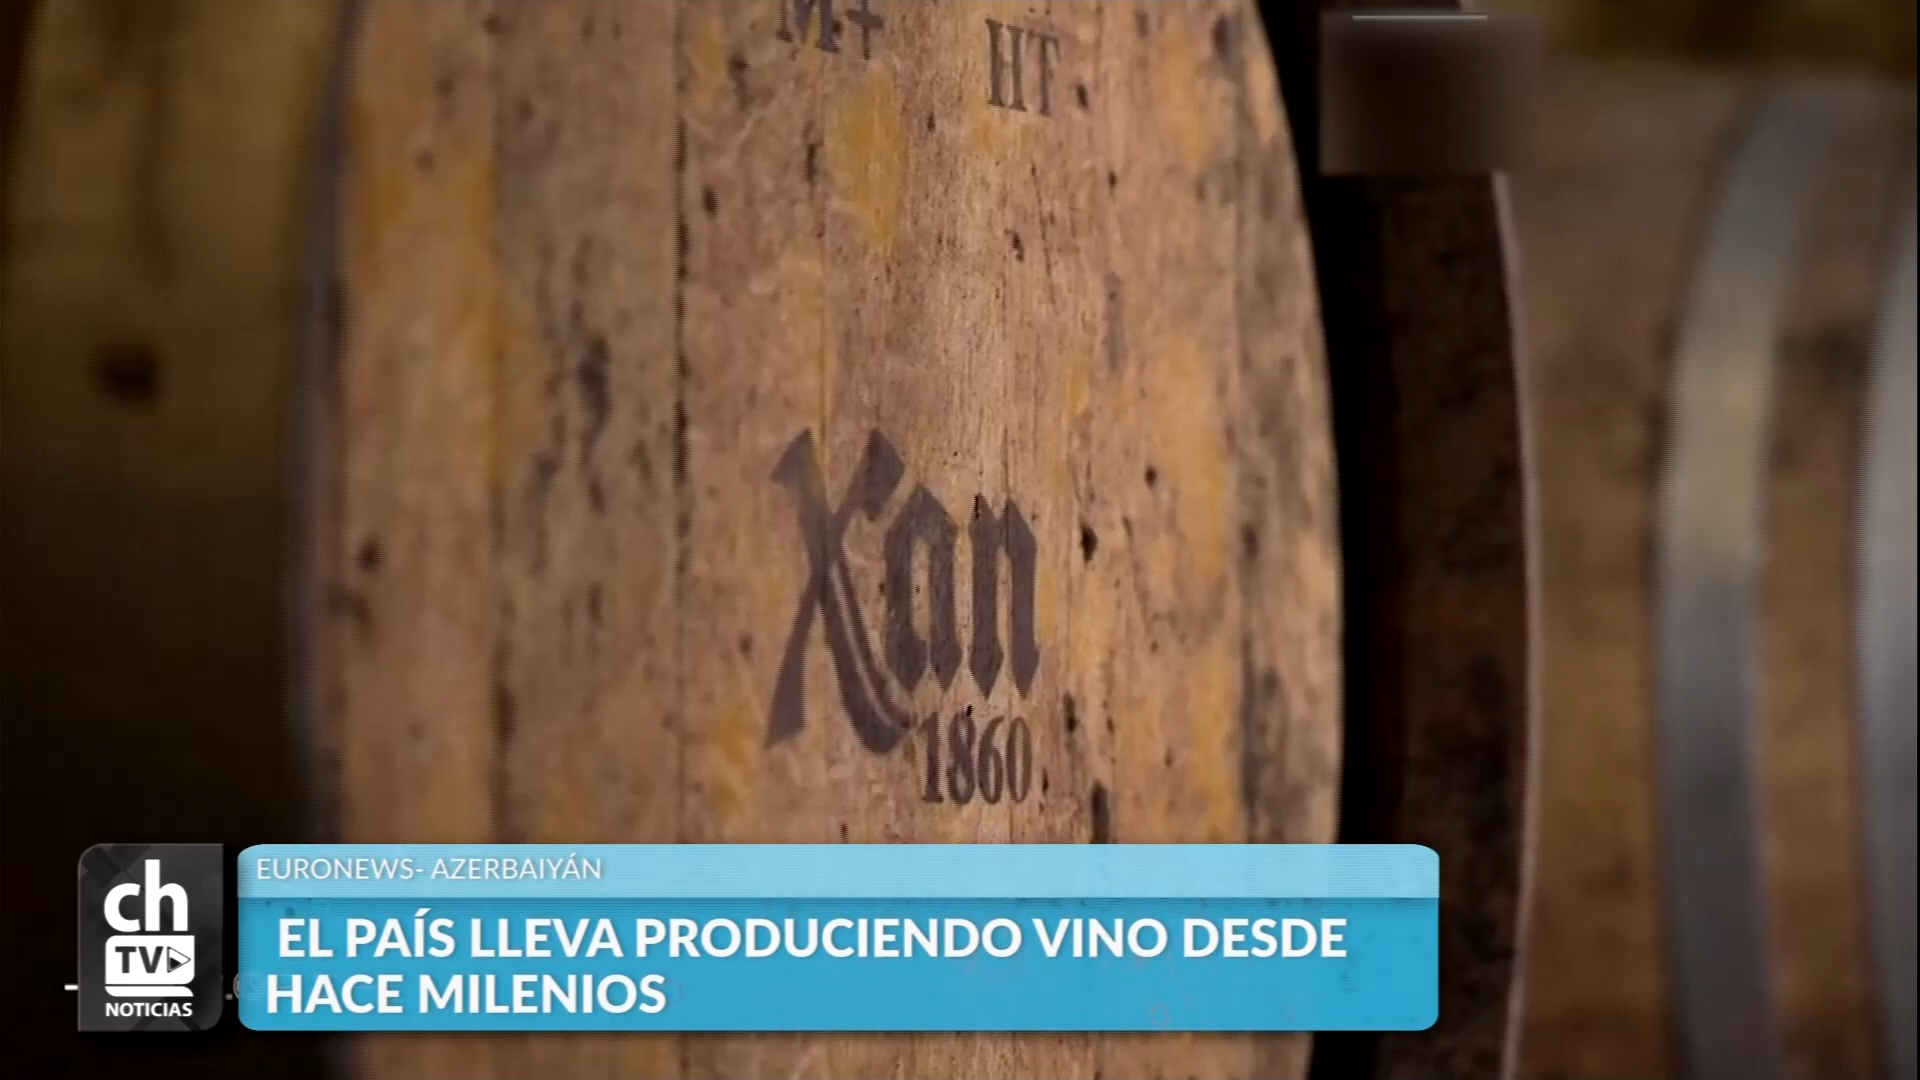 M+
HT
Xan
1860
EURONEWS- AZERBAIYÁN
EL PAÍS LLEVA PRODUCIENDO VINO DESDE
HACE MILENIOS
ch
TV
NOTICIAS